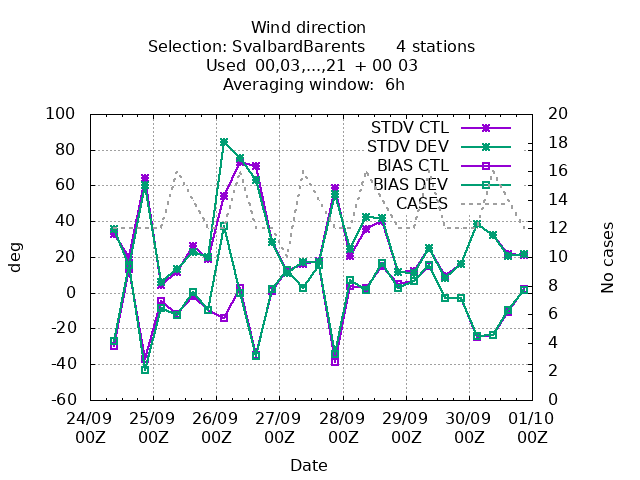 Wind direction
Selection: SvalbardBarents 4 stations
Used 00,03,...,21 + 00 03
Averaging window: 6h
100 20
STDV CTL 18
80 STDV DEV
16
BIAS CTL
60 BIAS DEV 14
40 CASES 12
20 10
0 8
-20 6
4
-40 2
-60 0
deg
No cases
24/09 25/09 26/09 27/09 28/09 29/09 30/09 01/10
00Z 00Z 00Z 00Z 00Z 00Z 00Z 00Z
Date